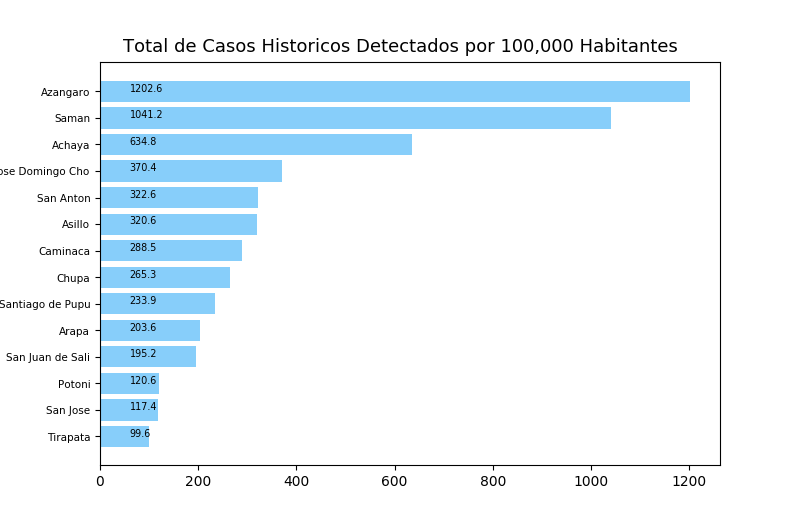 Total de Casos Historicos Detectados por 100,000 Habitantes
Azangaro 1202.6
Saman 1041.2
Achaya 634.8
ose Domingo Cho 370.4
San Anton 322.6
Asillo 320.6
Caminaca 288.5
Chupa 265.3
Santiago de Pupu 233.9
Arapa 203.6
San Juan de Sali 195.2
Potoni 120.6
San Jose 117.4
Tirapata 99.6
0 200 400 600 800 1000 1200